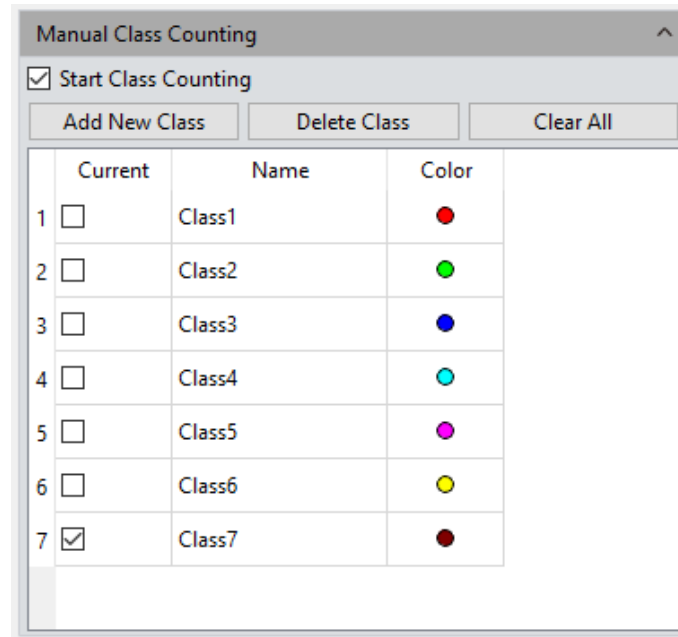 Manual Class Counting
Start Class Counting
Add New Class Delete Class Clear All
Current Name Color
1 Class1
2 Class2
3 Class3
4 Class4
5 Class5
6 Class6
7 Class7